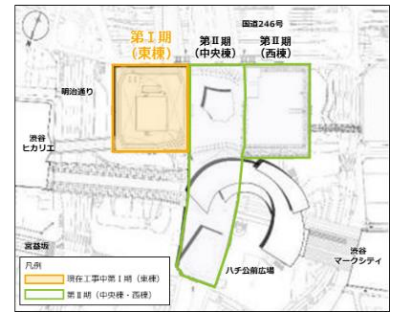 国道246号
第Ⅰ期
(東棟)
第Ⅱ期
(中央棟)
第Ⅱ期
(西棟)
明治通り
渋谷
ヒカリエ
宮益坂
渋谷
マークシティ
ハチ公前広場
凡例
現在工事中第Ⅰ期(東棟)
第Ⅱ期(中央棟・西棟)